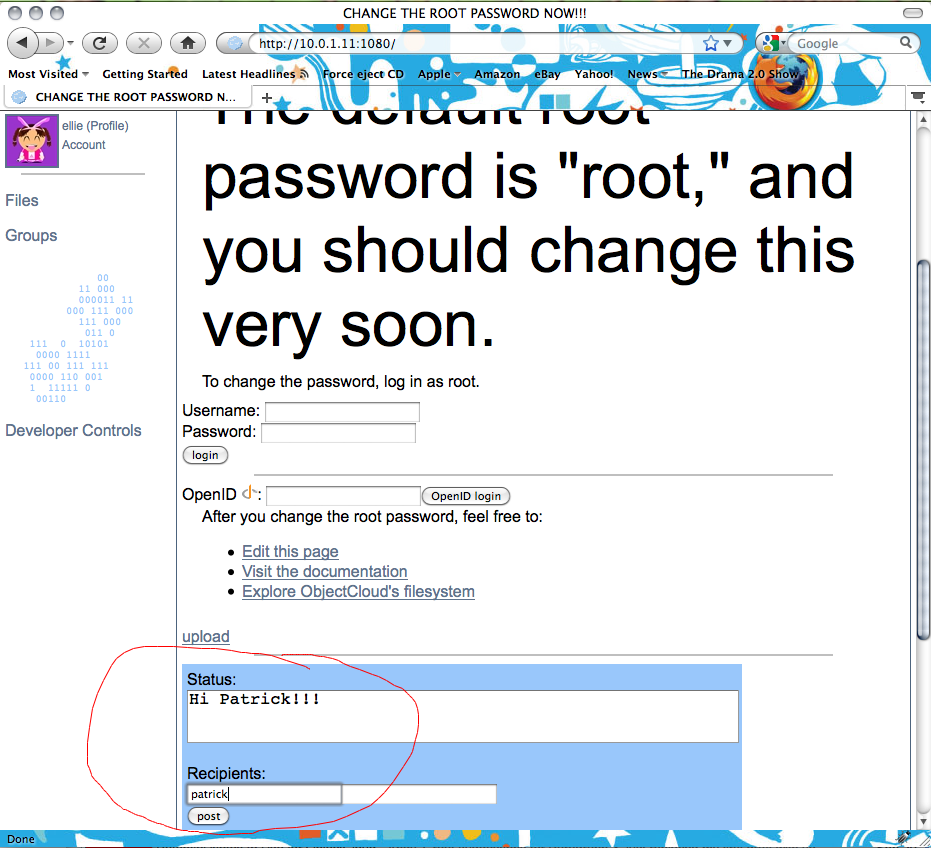 CHANGE THE ROOT PASSWORD NOW!!!
http://10.0.1.11:1080/
Google
Most Visited Getting Started Latest Headlines Force eject CD Apple Amazon eBay Yahoo! News The Drama 2.0 Show
CHANGE THE ROOT PASSWORD N...
ellie (Profile)
Account
Files
Groups
00
11 000
000011 11
000 111 000
111 000
011 0
111 0 10101
0000 1111
111 00 111 111
0000 110 001
1 11111 0
00110
Developer Controls
The default root
password is "root," and
you should change this
very soon.
To change the password, log in as root.
Username:
Password:
login
OpenID :
OpenID login
After you change the root password, feel free to:
Edit this page
Visit the documentation
Explore ObjectCloud's filesystem
upload
Status:
Hi Patrick!!!
Recipients:
patrick
post
Done